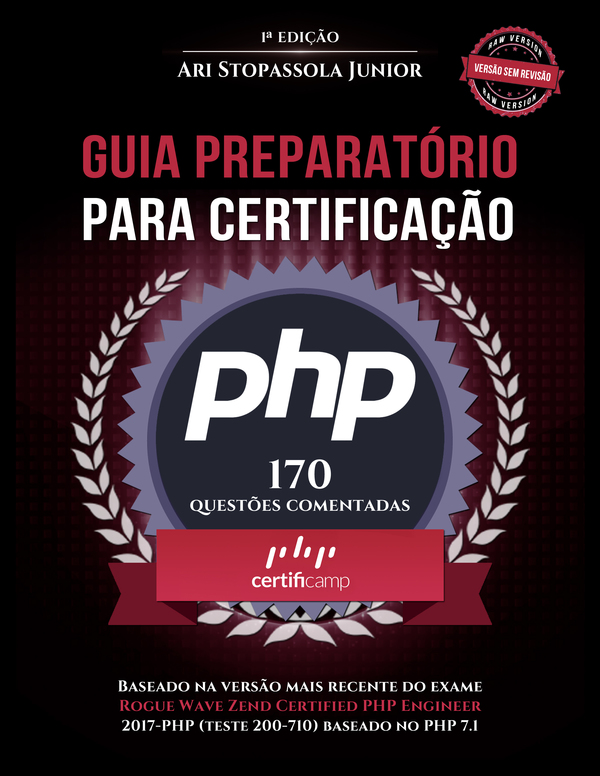 1ª EDIÇÃO
ARI STOPASSOLA JUNIOR
RAW VERSION
VERSÃO SEM REVISÃO
RAW VERSION
GUIA PREPARATÓRIO
PARA CERTIFICAÇÃO
php
170
QUESTÕES COMENTADAS
php
certificamp
BASEADO NA VERSÃO MAIS RECENTE DO EXAME
ROGUE WAVE ZEND CERTIFIED PHP ENGINEER
2017-PHP (TESTE 200-710) BASEADO NO PHP 7.1